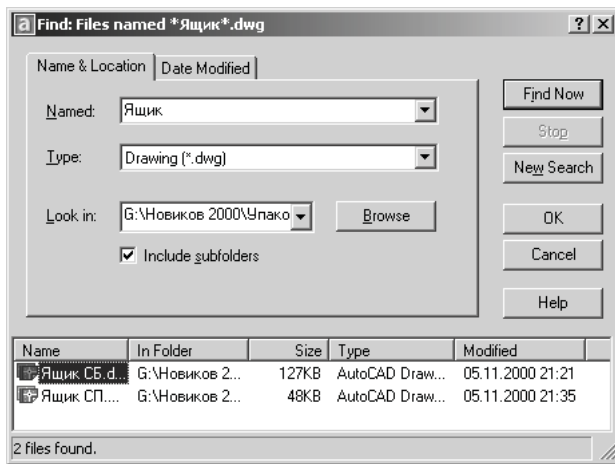 Find: Files named *Ящик*.dwg
Name & Location
Date Modified
Named:
Ящик
Find Now
Stop
Type:
Drawing (*.dwg)
New Search
Look in:
G:\Новиков 2000\Упако
Browse
OK
Include subfolders
Cancel
Help
Name In Folder Size Type Modified
Ящик СБ.d... G:\Новиков 2... 127KB AutoCAD Draw... 05.11.2000 21:21
Ящик СП.... G:\Новиков 2... 48KB AutoCAD Draw... 05.11.2000 21:35
2 files found.